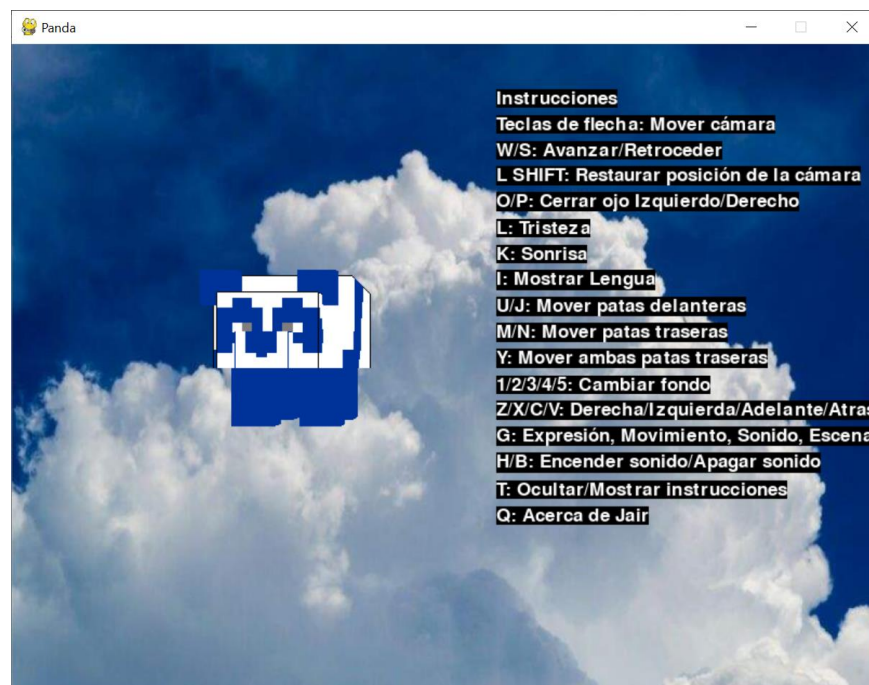 Panda
Instrucciones
Teclas de flecha: Mover cámara
W/S: Avanzar/Retroceder
L SHIFT: Restaurar posición de la cámara
O/P: Cerrar ojo Izquierdo/Derecho
L: Tristeza
K: Sonrisa
I: Mostrar Lengua
U/J: Mover patas delanteras
M/N: Mover patas traseras
Y: Mover ambas patas traseras
1/2/3/4/5: Cambiar fondo
Z/X/C/V: Derecha/Izquierda/Adelante/Atras
G: Expresión, Movimiento, Sonido, Escena
H/B: Encender sonido/Apagar sonido
T: Ocultar/Mostrar instrucciones
Q: Acerca de Jair